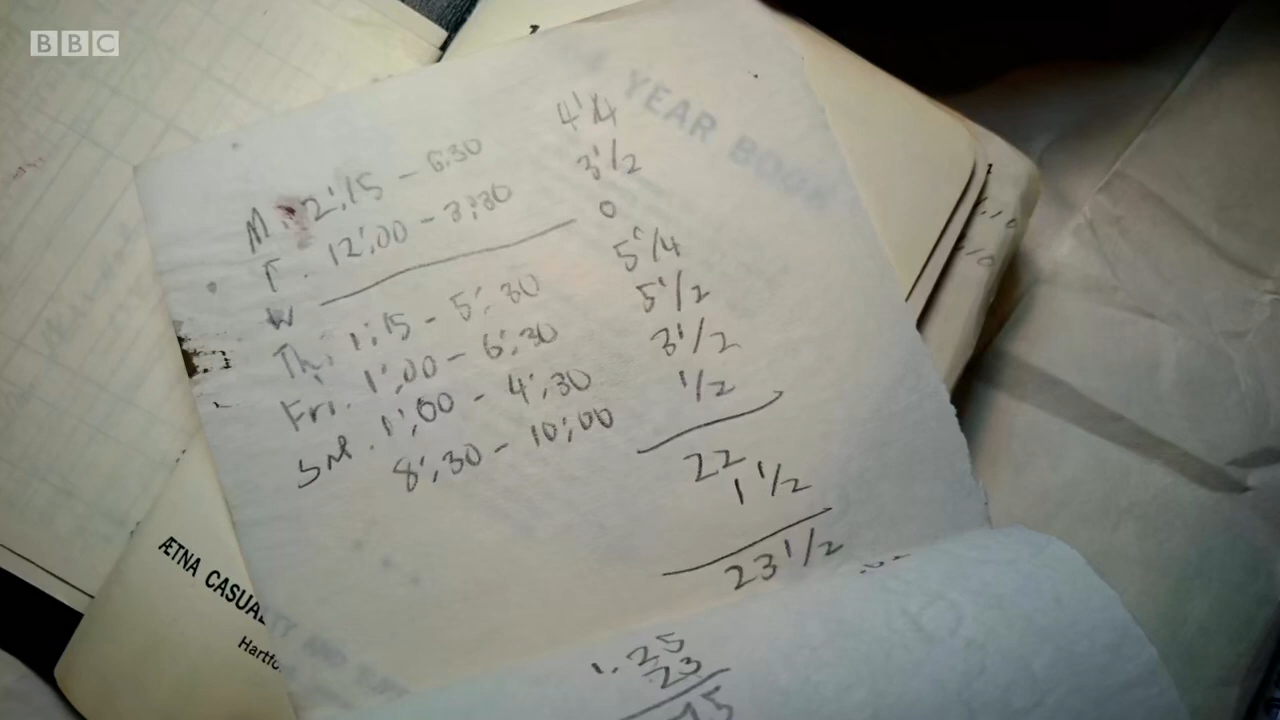 BBC
YEAR BOOK
M. 2:15 - 6:30 4 1/4
T. 12:00 - 3:30 3 1/2
W 0
Th. 1:15 - 5:30 5 1/4
Fri. 1:00 - 6:30 5 1/2
Sat. 1:00 - 4:30 3 1/2
8:30 - 10:00 1/2
22
1 1/2
23 1/2
ÆTNA CASUAL
Hartfo
1.25
23
75